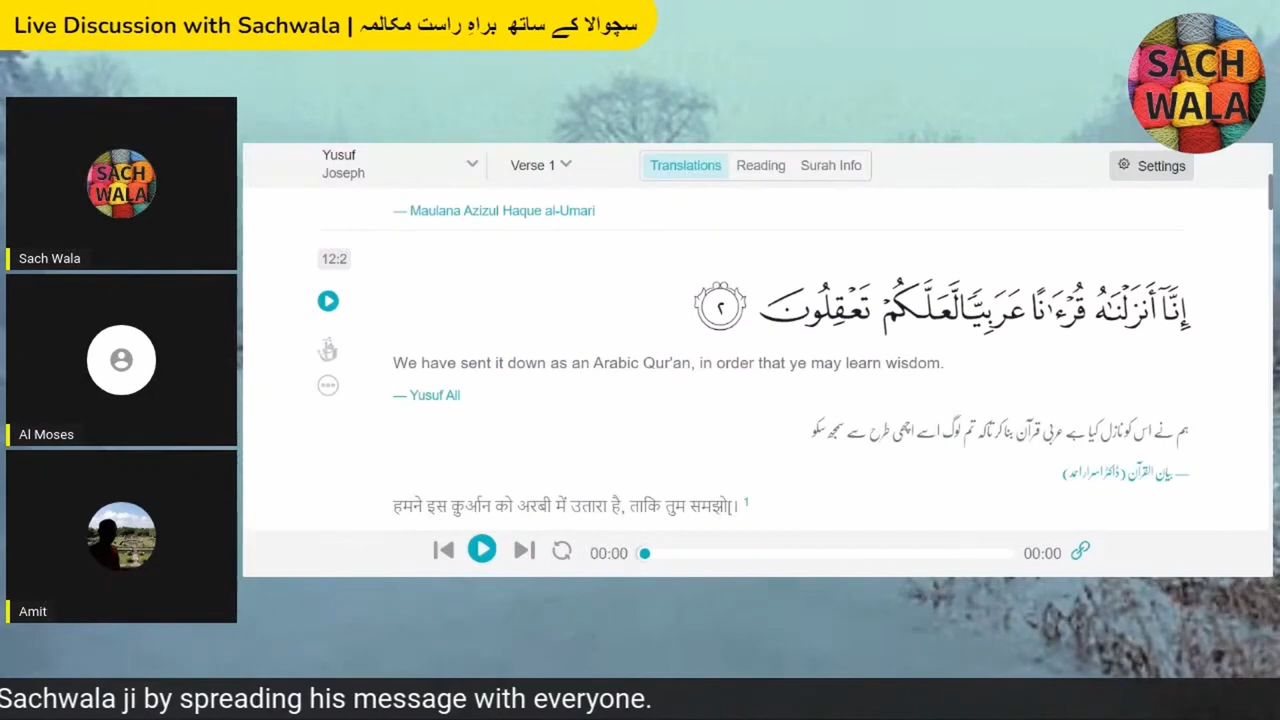 Live Discussion with Sachwala | سچوالا کے ساتھ براہِ راست مکالمہ
SACH
WALA
SACH
WALA
Sach Wala
Al Moses
Amit
Yusuf
Joseph
Verse 1
Translations Reading Surah Info
Settings
— Maulana Azizul Haque al-Umari
12:2
إِنَّآ أَنزَلْنَٰهُ قُرْءَٰنًا عَرَبِيًّا لَّعَلَّكُمْ تَعْقِلُونَ ٢
We have sent it down as an Arabic Qur'an, in order that ye may learn wisdom.
— Yusuf Ali
ہم نے اس کو نازل کیا ہے عربی قرآن بنا کر تاکہ تم لوگ اسے اچھی طرح سے سمجھ سکو
— بیان القرآن (ڈاکٹر اسرار احمد)
हमने इस क़ुर्आन को अरबी में उतारा है, ताकि तुम समझो[। 1
00:00 00:00
Sachwala ji by spreading his message with everyone.